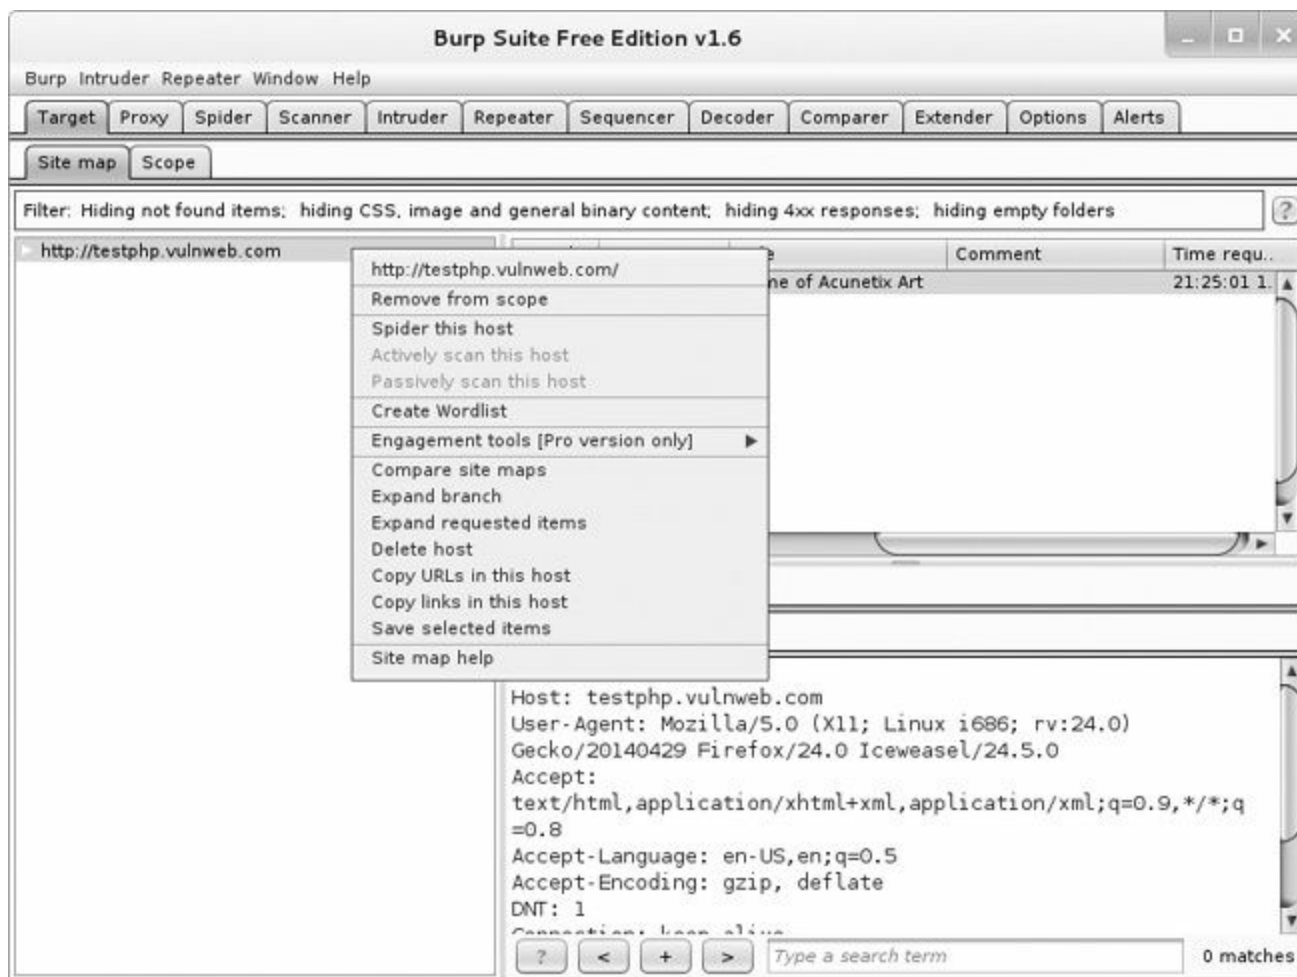 Burp Suite Free Edition v1.6
Burp Intruder Repeater Window Help
Target Proxy Spider Scanner Intruder Repeater Sequencer Decoder Comparer Extender Options Alerts
Site map Scope
Filter: Hiding not found items; hiding CSS, image and general binary content; hiding 4xx responses; hiding empty folders ?
http://testphp.vulnweb.com
http://testphp.vulnweb.com/
Remove from scope
Spider this host
Actively scan this host
Passively scan this host
Create Wordlist
Engagement tools [Pro version only]
Compare site maps
Expand branch
Expand requested items
Delete host
Copy URLs in this host
Copy links in this host
Save selected items
Site map help
Comment Time requ..
of Acunetix Art 21:25:01 1.
Host: testphp.vulnweb.com
User-Agent: Mozilla/5.0 (X11; Linux i686; rv:24.0)
Gecko/20140429 Firefox/24.0 Iceweasel/24.5.0
Accept:
text/html,application/xhtml+xml,application/xml;q=0.9,*/*;q
=0.8
Accept-Language: en-US,en;q=0.5
Accept-Encoding: gzip, deflate
DNT: 1
? < + > Type a search term 0 matches